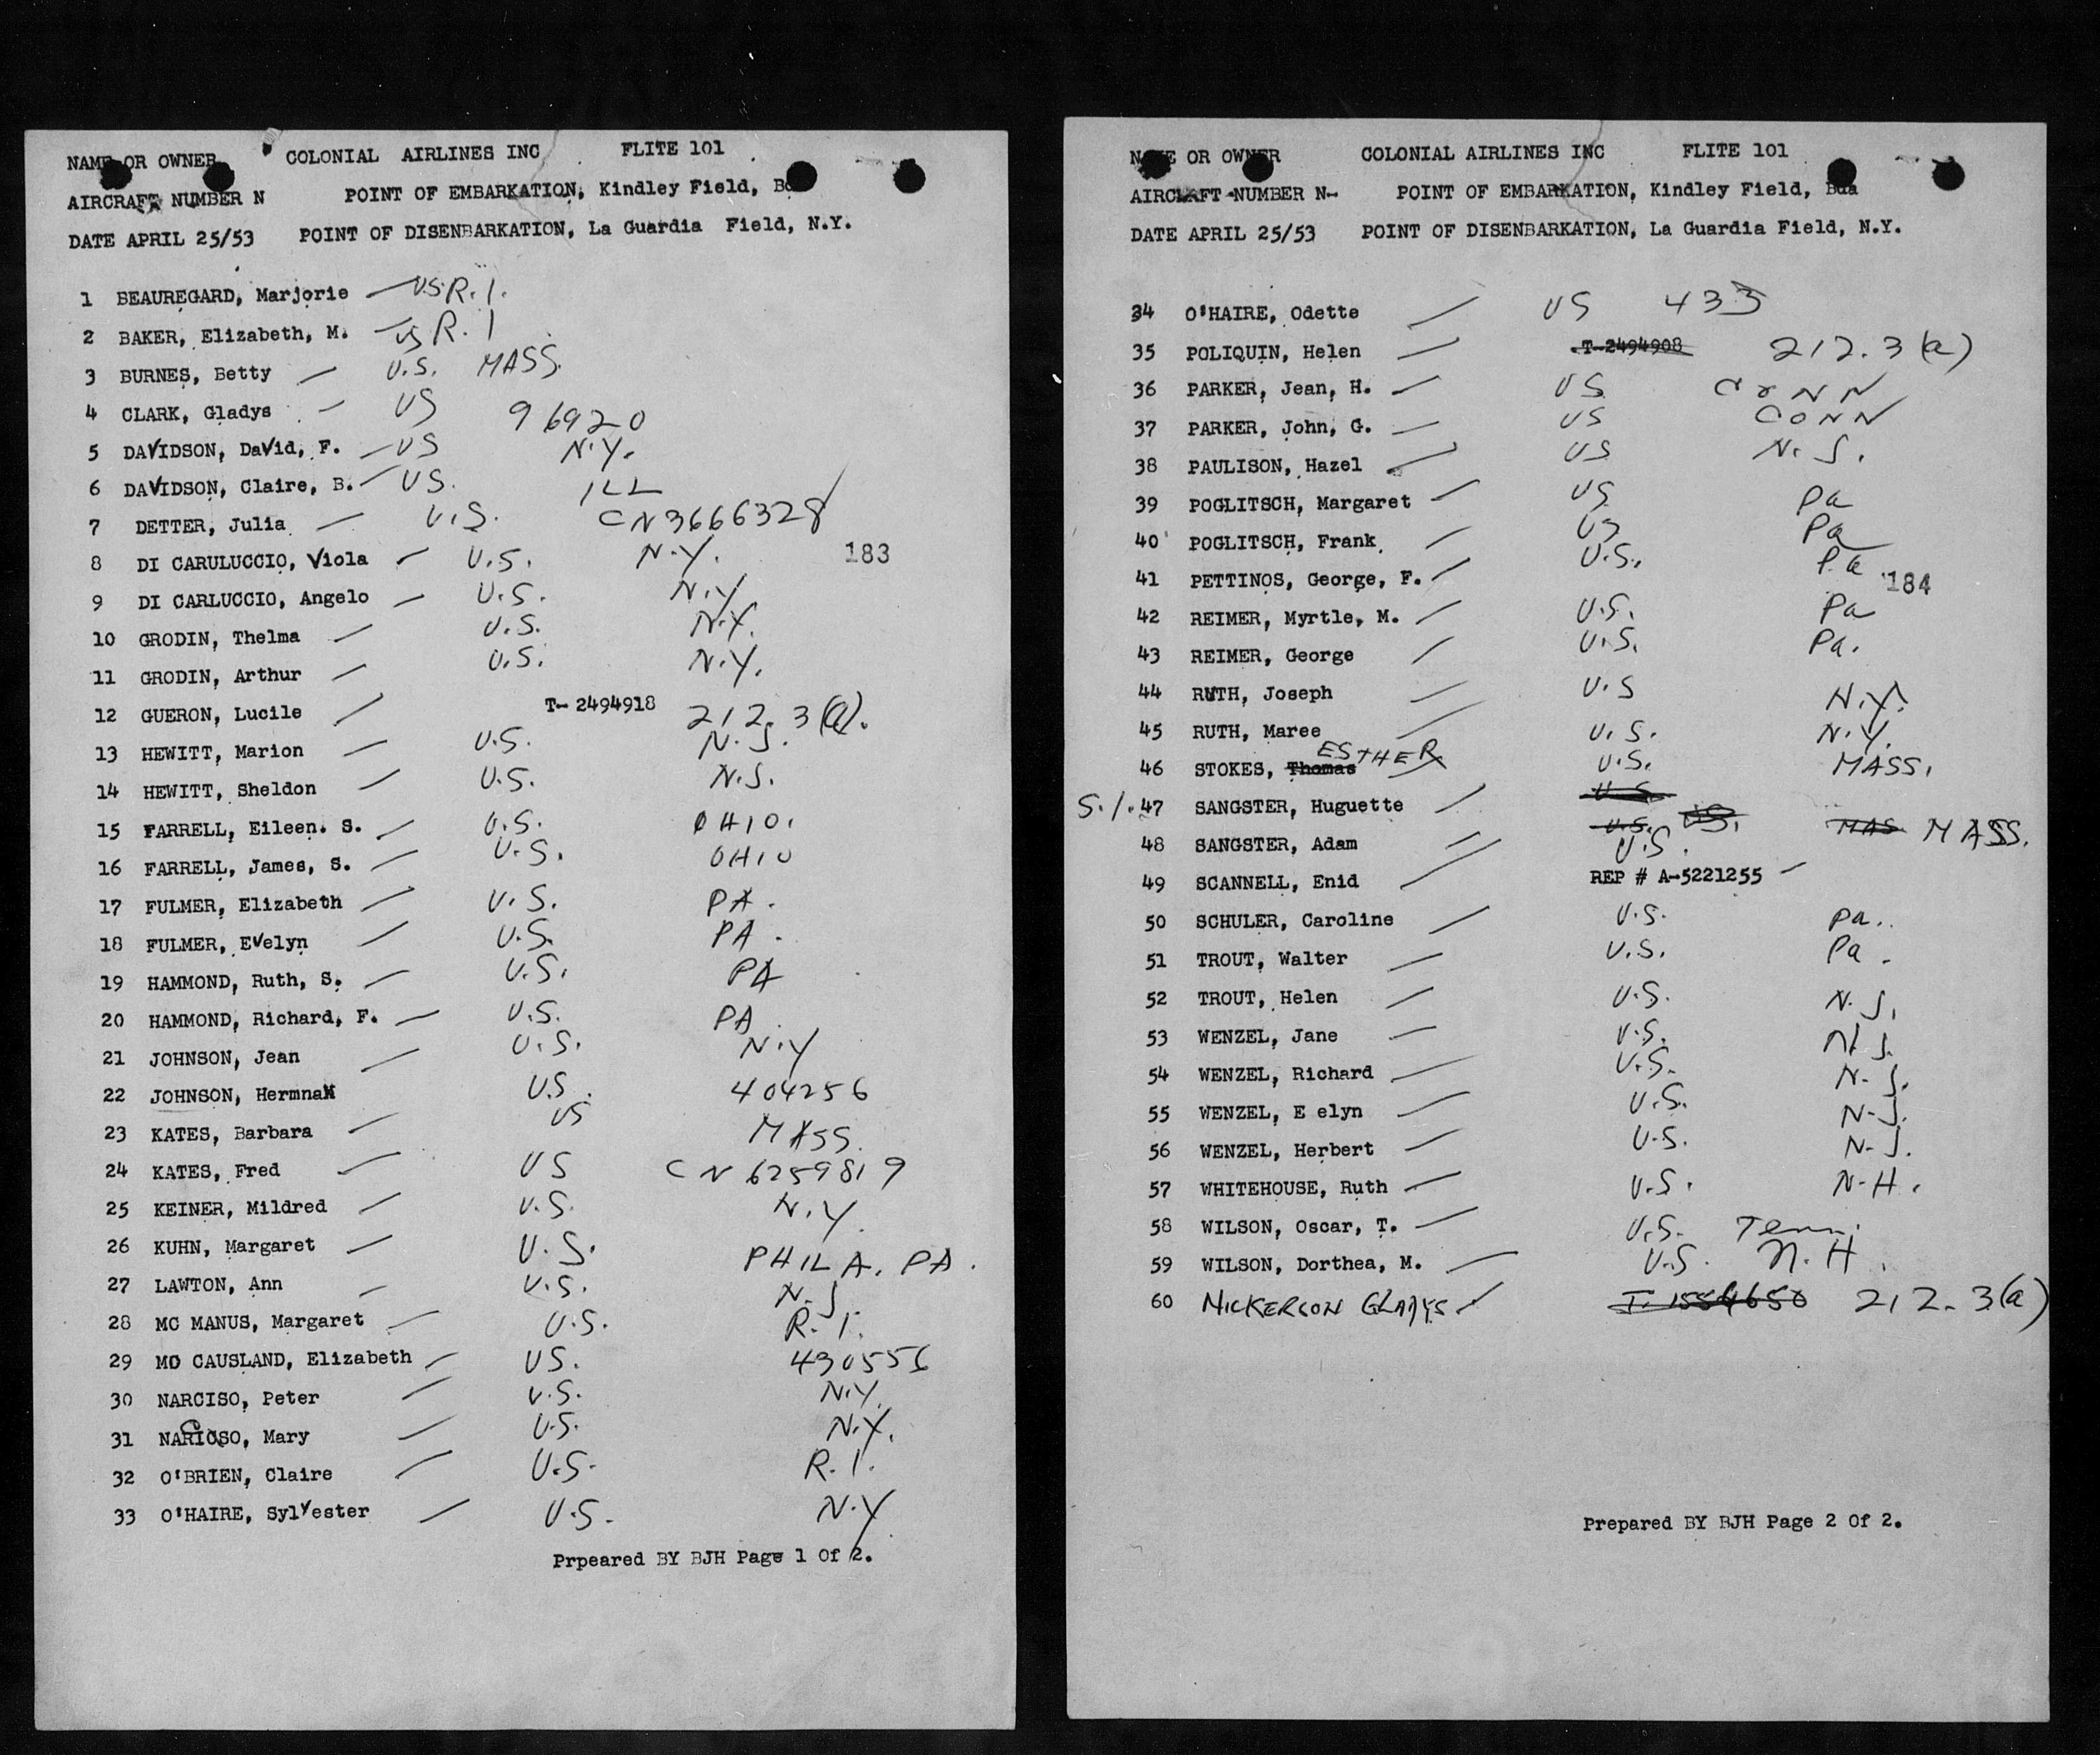 NAME OR OWNER COLONIAL AIRLINES INC FLITE 101
AIRCRAFT NUMBER N POINT OF EMBARKATION, Kindley Field,
DATE APRIL 25/53 POINT OF DISENBARKATION, La Guardia Field, N.Y.
1 BEAUREGARD, Marjorie — U.S. R.I.
2 BAKER, Elizabeth, M. — US R.I
3 BURNES, Betty — U.S. MASS.
4 CLARK, Gladys — US 96920
5 DAVIDSON, David, F. — US N.Y.
6 DAVIDSON, Claire, B. — U.S. ILL
7 DETTER, Julia — U.S. CN3666328
8 DI CARULUCCIO, Viola — U.S. N.Y. 183
9 DI CARLUCCIO, Angelo — U.S. N.Y
10 GRODIN, Thelma — U.S. N.Y.
11 GRODIN, Arthur — U.S. N.Y.
12 GUERON, Lucile — T- 2494918 212.3(a).
13 HEWITT, Marion — U.S. N.J.
14 HEWITT, Sheldon — U.S. N.J.
15 FARRELL, Eileen. S. — U.S. OHIO.
16 FARRELL, James, S. — U.S. OHIO
17 FULMER, Elizabeth — U.S. PA.
18 FULMER, Evelyn — U.S. PA.
19 HAMMOND, Ruth, S. — U.S. PA
20 HAMMOND, Richard, F. — U.S. PA
21 JOHNSON, Jean — U.S. N.Y
22 JOHNSON, HermnaN U.S. 404256
23 KATES, Barbara — US MASS.
24 KATES, Fred — US CN 6259819
25 KEINER, Mildred — U.S. N.Y.
26 KUHN, Margaret — U.S. PHILA. PA.
27 LAWTON, Ann — U.S. N.J.
28 MC MANUS, Margaret — U.S. R.I.
29 MC CAUSLAND, Elizabeth — US. 430556
30 NARCISO, Peter — U.S. N.Y.
31 NARICSO, Mary — U.S. N.Y.
32 O'BRIEN, Claire — U.S. R.I.
33 O'HAIRE, Sylvester — U.S. N.Y
Prpeared BY BJH Page 1 Of 2.
NAME OR OWNER COLONIAL AIRLINES INC FLITE 101
AIRCRAFT NUMBER N- POINT OF EMBARKATION, Kindley Field, Bda
DATE APRIL 25/53 POINT OF DISENBARKATION, La Guardia Field, N.Y.
34 O'HAIRE, Odette — US 433
35 POLIQUIN, Helen — T-2494908 212.3(a)
36 PARKER, Jean, H. — US CONN
37 PARKER, John, G. — US CONN
38 PAULISON, Hazel — US N.J.
39 POGLITSCH, Margaret — US Pa
40 POGLITSCH, Frank — US Pa
41 PETTINOS, George, F. — U.S. Pa 184
42 REIMER, Myrtle, M. — U.S. Pa
43 REIMER, George — U.S. Pa.
44 RUTH, Joseph — U.S N.Y.
45 RUTH, Maree — U.S. N.Y.
46 STOKES, Thomas ESTHER U.S. MASS.
S.I. 47 SANGSTER, Huguette — U.S.
48 SANGSTER, Adam — U.S. U.S. U.S. MAS MASS.
49 SCANNELL, Enid — REP # A-5221255 —
50 SCHULER, Caroline — U.S. Pa..
51 TROUT, Walter — U.S. Pa.
52 TROUT, Helen — U.S. N.J.
53 WENZEL, Jane — U.S. N.J.
54 WENZEL, Richard — U.S. N.J.
55 WENZEL, E elyn — U.S. N.J.
56 WENZEL, Herbert — U.S. N.J.
57 WHITEHOUSE, Ruth — U.S. N.H.
58 WILSON, Oscar, T. — U.S. Tenn.
59 WILSON, Dorthea, M. — U.S. N.H.
60 NICKERSON GLADYS — T-1554650 212.3(a)
Prepared BY BJH Page 2 Of 2.